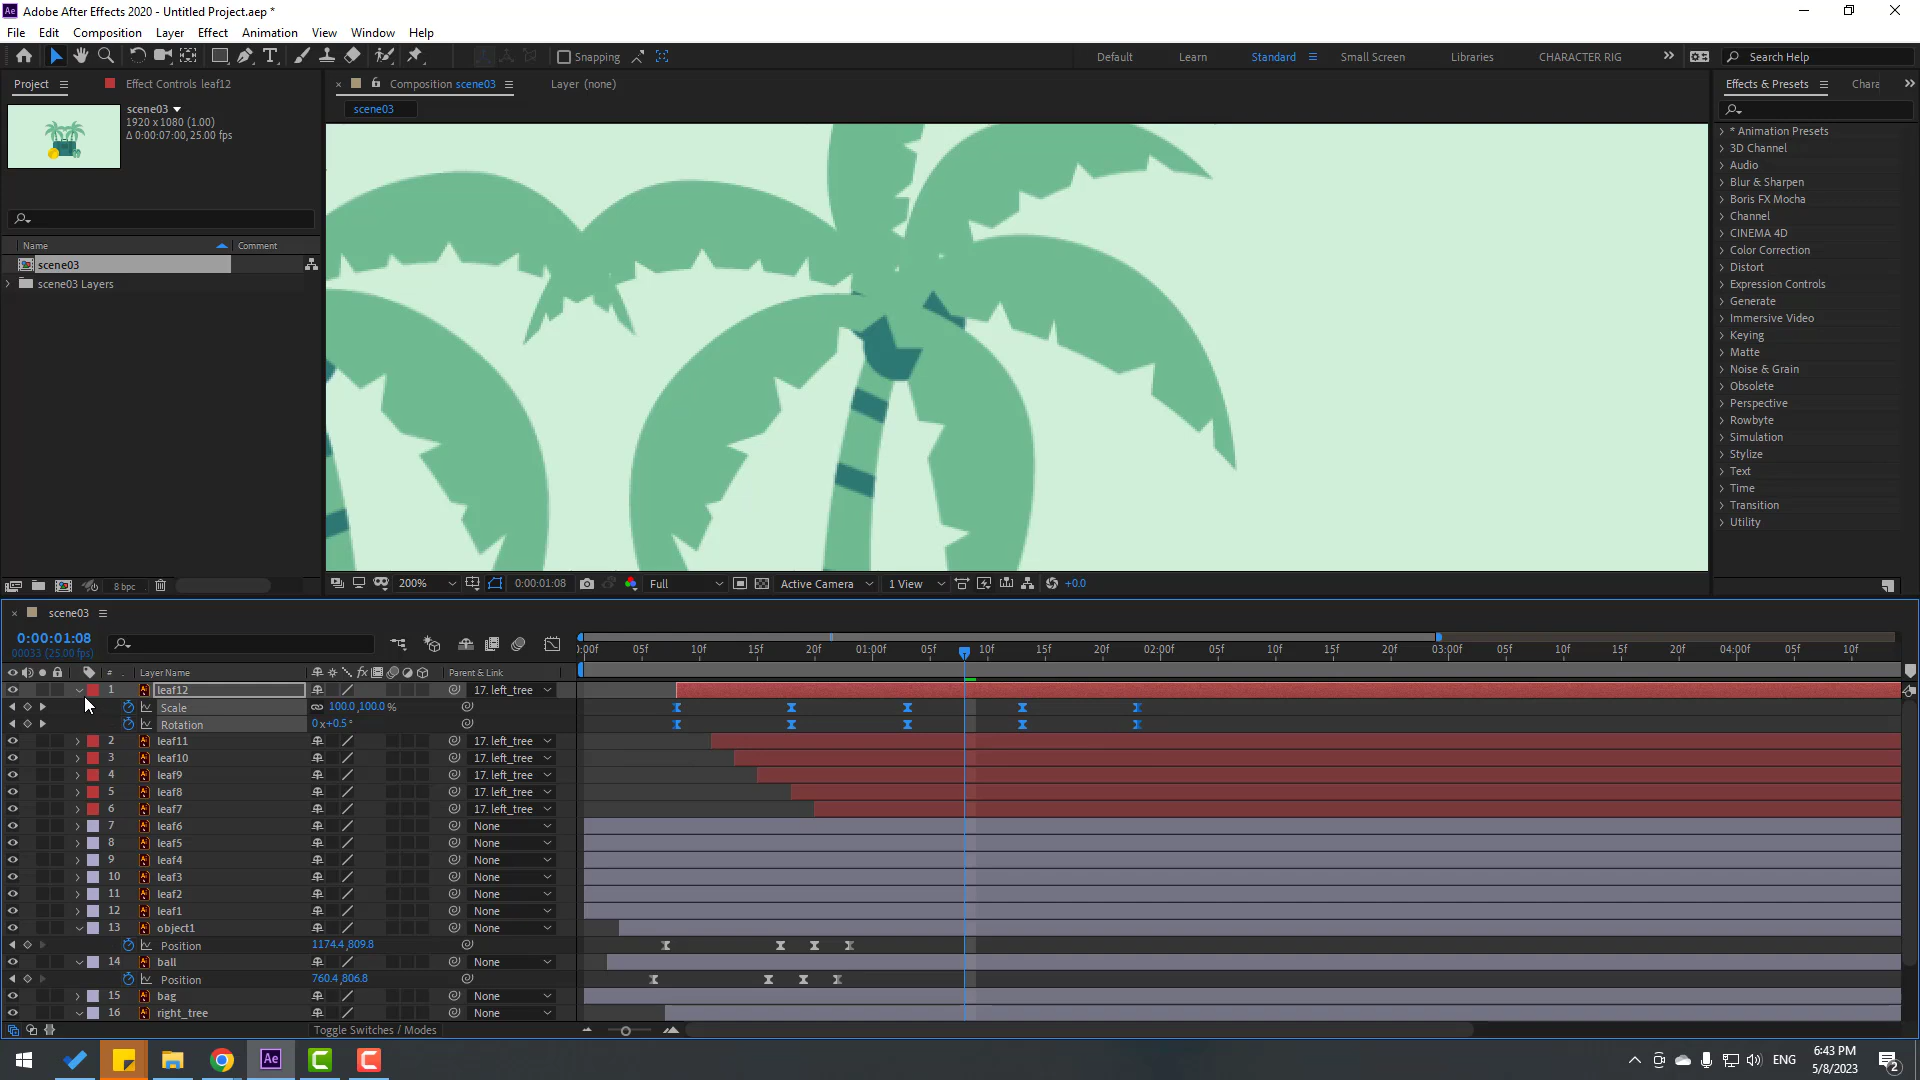 Ae Adobe After Effects 2020 - Untitled Project.aep *
File Edit Composition Layer Effect Animation View Window Help
Snapping Default Learn Standard Small Screen Libraries CHARACTER RIG Search Help
Project Effect Controls leaf12 Composition scene03 Layer (none) Effects & Presets Chara
scene03
1920 x 1080 (1.00)
Δ 0:00:07:00, 25.00 fps
scene03
Name Comment
scene03
scene03 Layers
* Animation Presets
3D Channel
Audio
Blur & Sharpen
Boris FX Mocha
Channel
CINEMA 4D
Color Correction
Distort
Expression Controls
Generate
Immersive Video
Keying
Matte
Noise & Grain
Obsolete
Perspective
Rowbyte
Simulation
Stylize
Text
Time
Transition
Utility
8 bpc 200% 0:00:01:08 Full Active Camera 1 View +0.0
scene03
0:00:01:08
00033 (25.00 fps)
:00f 05f 10f 15f 20f 01:00f 05f 10f 15f 20f 02:00f 05f 10f 15f 20f 03:00f 05f 10f 15f 20f 04:00f 05f 10f
# Layer Name fx Parent & Link
1 leaf12 17. left_tree
Scale 100.0,100.0%
Rotation 0x+0.5°
2 leaf11 17. left_tree
3 leaf10 17. left_tree
4 leaf9 17. left_tree
5 leaf8 17. left_tree
6 leaf7 17. left_tree
7 leaf6 None
8 leaf5 None
9 leaf4 None
10 leaf3 None
11 leaf2 None
12 leaf1 None
13 object1 None
Position 1174.4,809.8
14 ball None
Position 760.4,806.8
15 bag None
16 right_tree None
Toggle Switches / Modes
Ae ENG 6:43 PM
5/8/2023 2